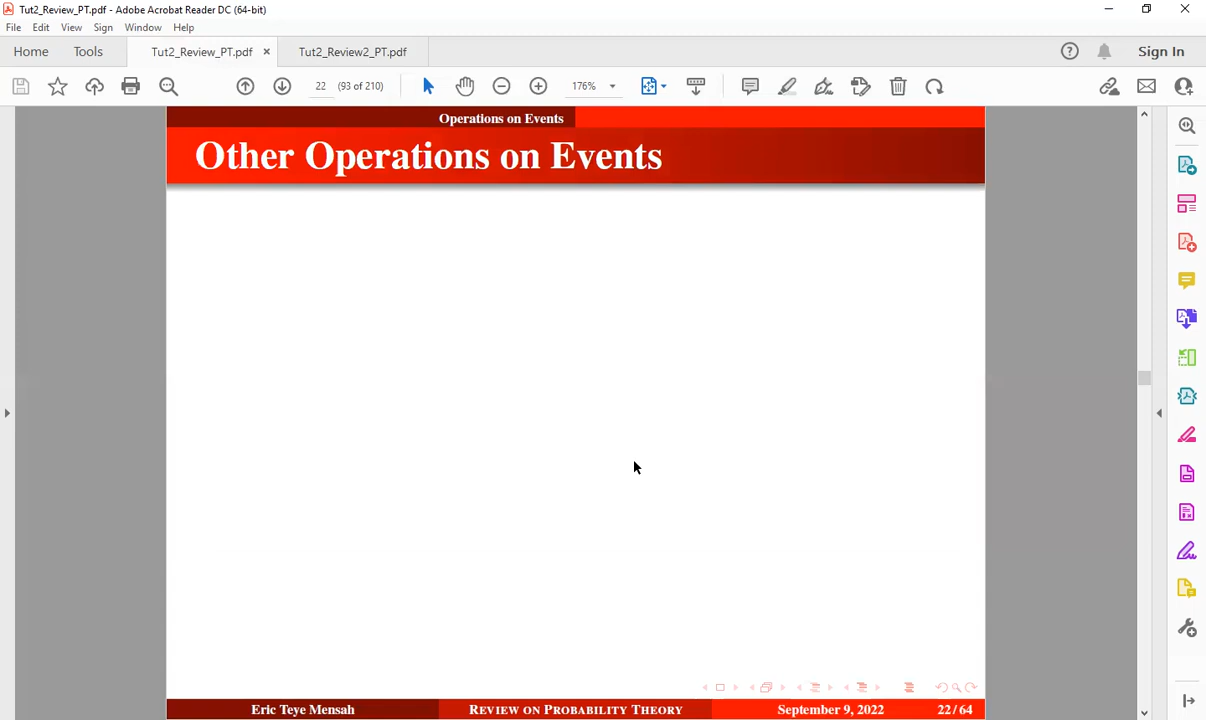 Tut2_Review_PT.pdf - Adobe Acrobat Reader DC (64-bit)
File Edit View Sign Window Help
Home Tools Tut2_Review_PT.pdf × Tut2_Review2_PT.pdf Sign In
22 (93 of 210) 176%
Operations on Events
Other Operations on Events
Eric Teye Mensah REVIEW ON PROBABILITY THEORY September 9, 2022 22/64